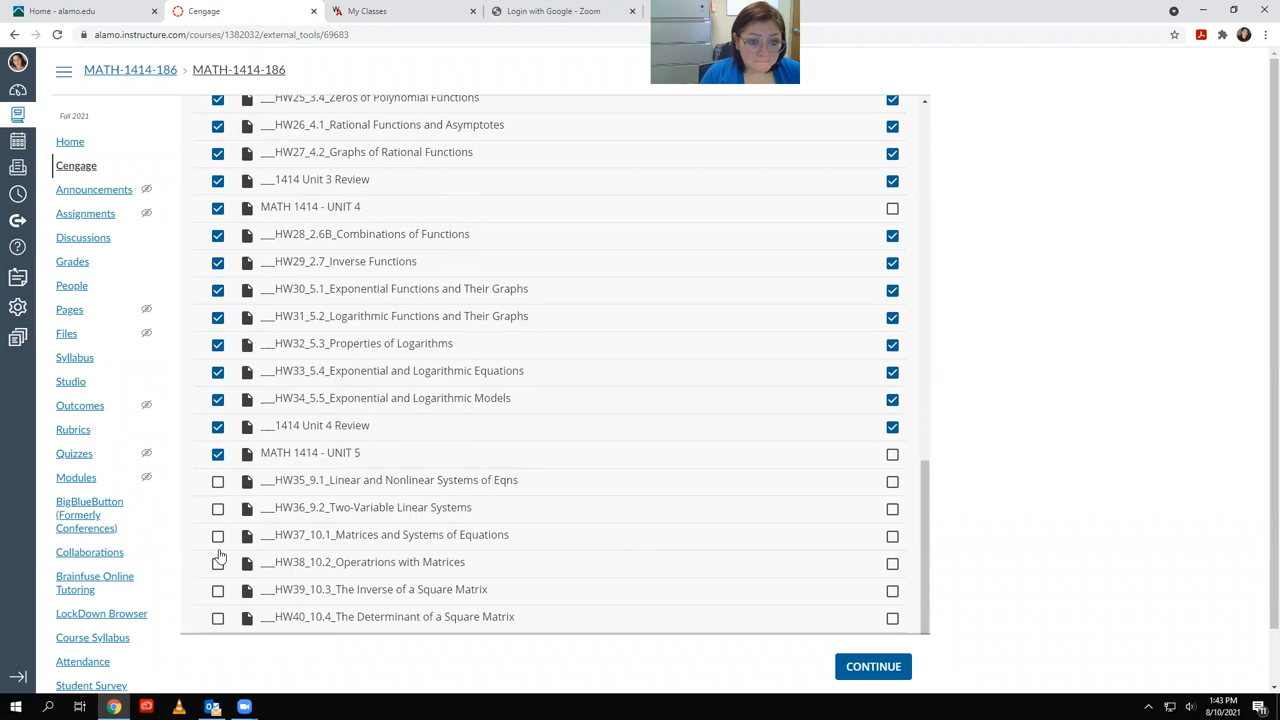 Home - alamo.edu
Cengage
My Classes
Login with Google - Zoom
alamo.instructure.com/courses/1382032/external_tools/69683
MATH-1414-186 > MATH-1414-186
Fall 2021
Home
Cengage
Announcements
Assignments
Discussions
Grades
People
Pages
Files
Syllabus
Studio
Outcomes
Rubrics
Quizzes
Modules
BigBlueButton
(Formerly
Conferences)
Collaborations
Brainfuse Online
Tutoring
LockDown Browser
Course Syllabus
Attendance
Student Survey
___HW25_3.4_Zeros of Polynomial Functions
___HW26_4.1_Rational Functions and Asymptotes
___HW27_4.2_Graphs of Rational Functions
___1414 Unit 3 Review
MATH 1414 - UNIT 4
___HW28_2.6B_Combinations of Functions
___HW29_2.7_Inverse Functions
___HW30_5.1_Exponential Functions and Their Graphs
___HW31_5.2_Logarithmic Functions and Their Graphs
___HW32_5.3_Properties of Logarithms
___HW33_5.4_Exponential and Logarithmic Equations
___HW34_5.5_Exponential and Logarithmic Models
___1414 Unit 4 Review
MATH 1414 - UNIT 5
___HW35_9.1_Linear and Nonlinear Systems of Eqns
___HW36_9.2_Two-Variable Linear Systems
___HW37_10.1_Matrices and Systems of Equations
___HW38_10.2_Operatrions with Matrices
___HW39_10.3_The Inverse of a Square Matrix
___HW40_10.4_The Determinant of a Square Matrix
CONTINUE
1:43 PM
8/10/2021